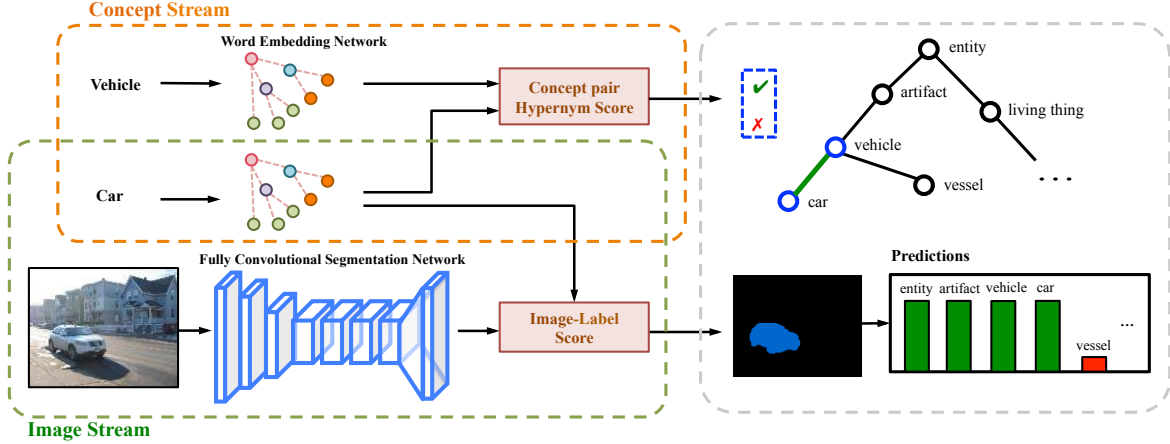 Concept Stream
Word Embedding Network
Vehicle
Concept pair
Hypernym Score
✔
✗
entity
artifact
living thing
vehicle
vessel
...
car
Car
Fully Convolutional Segmentation Network
Image-Label
Score
Predictions
entity artifact vehicle car
...
vessel
Image Stream